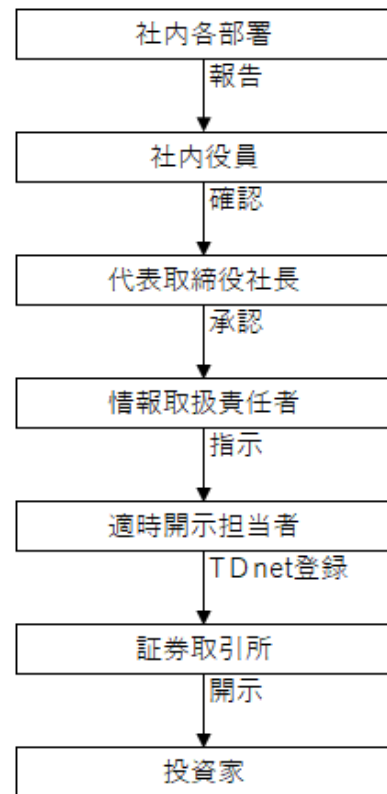 社内各部署
報告
社内役員
確認
代表取締役社長
承認
情報取扱責任者
指示
適時開示担当者
ＴＤnet登録
証券取引所
開示
投資家